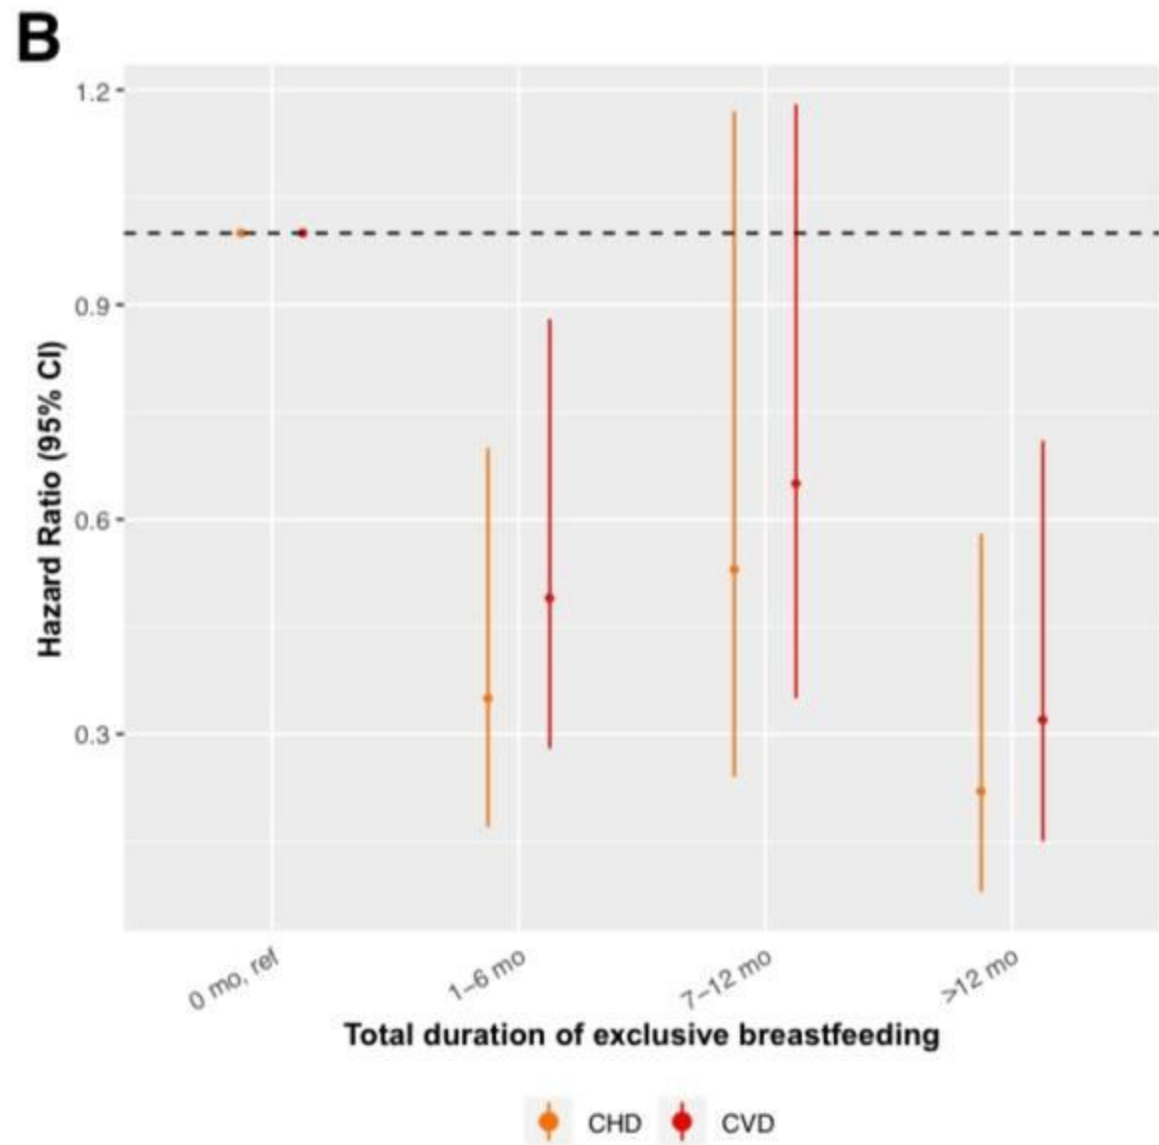 B
1.2
0.9
0.6
0.3
Hazard Ratio (95% CI)
0 mo, ref
1–6 mo
7–12 mo
>12 mo
Total duration of exclusive breastfeeding
CHD CVD